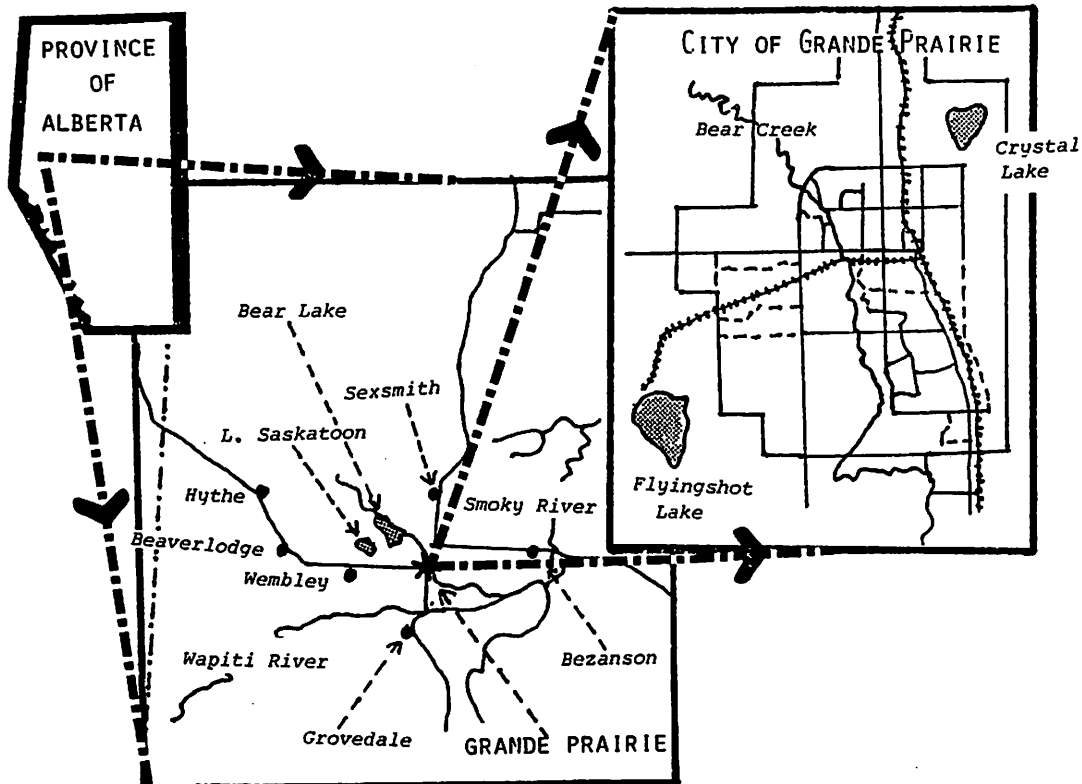 PROVINCE
OF
ALBERTA
CITY OF GRANDE PRAIRIE
Bear Creek
Crystal
Lake
Bear Lake
Sexsmith
L. Saskatoon
Hythe
Smoky River
Flyingshot
Lake
Beaverlodge
Wembley
Wapiti River
Bezanson
Grovedale
GRANDE PRAIRIE